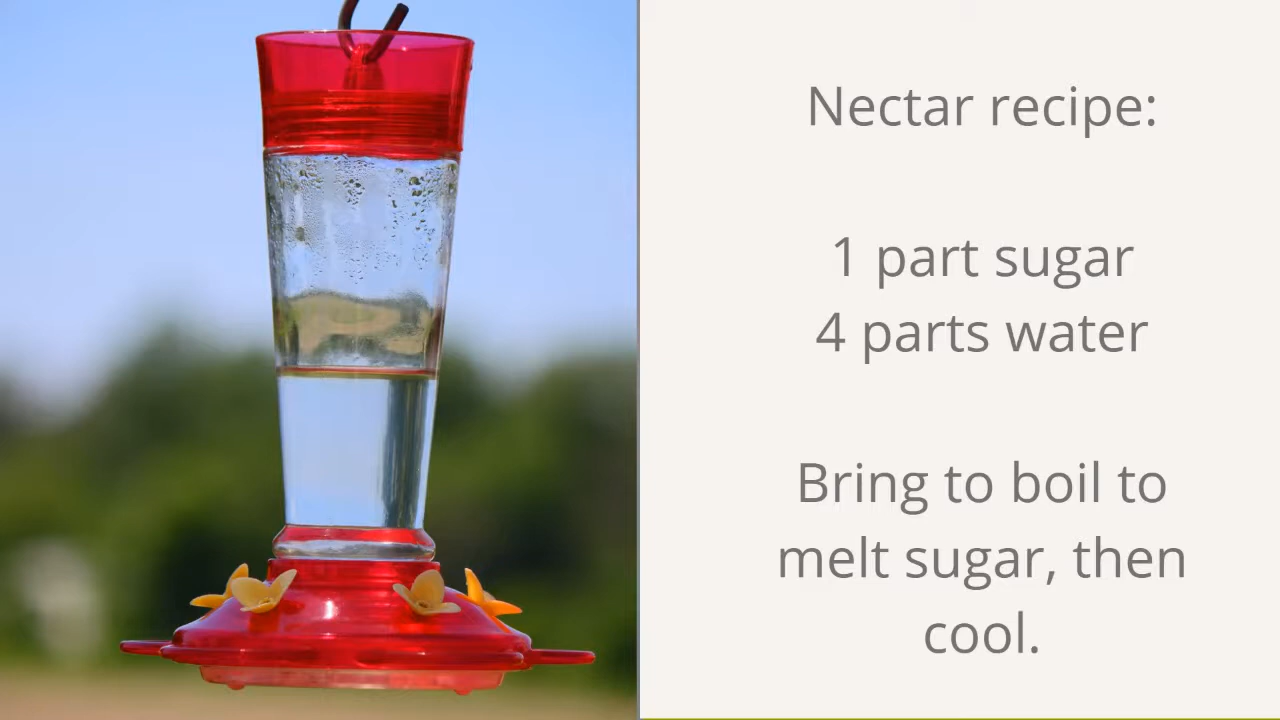 Nectar recipe:
1 part sugar
4 parts water
Bring to boil to
melt sugar, then
cool.